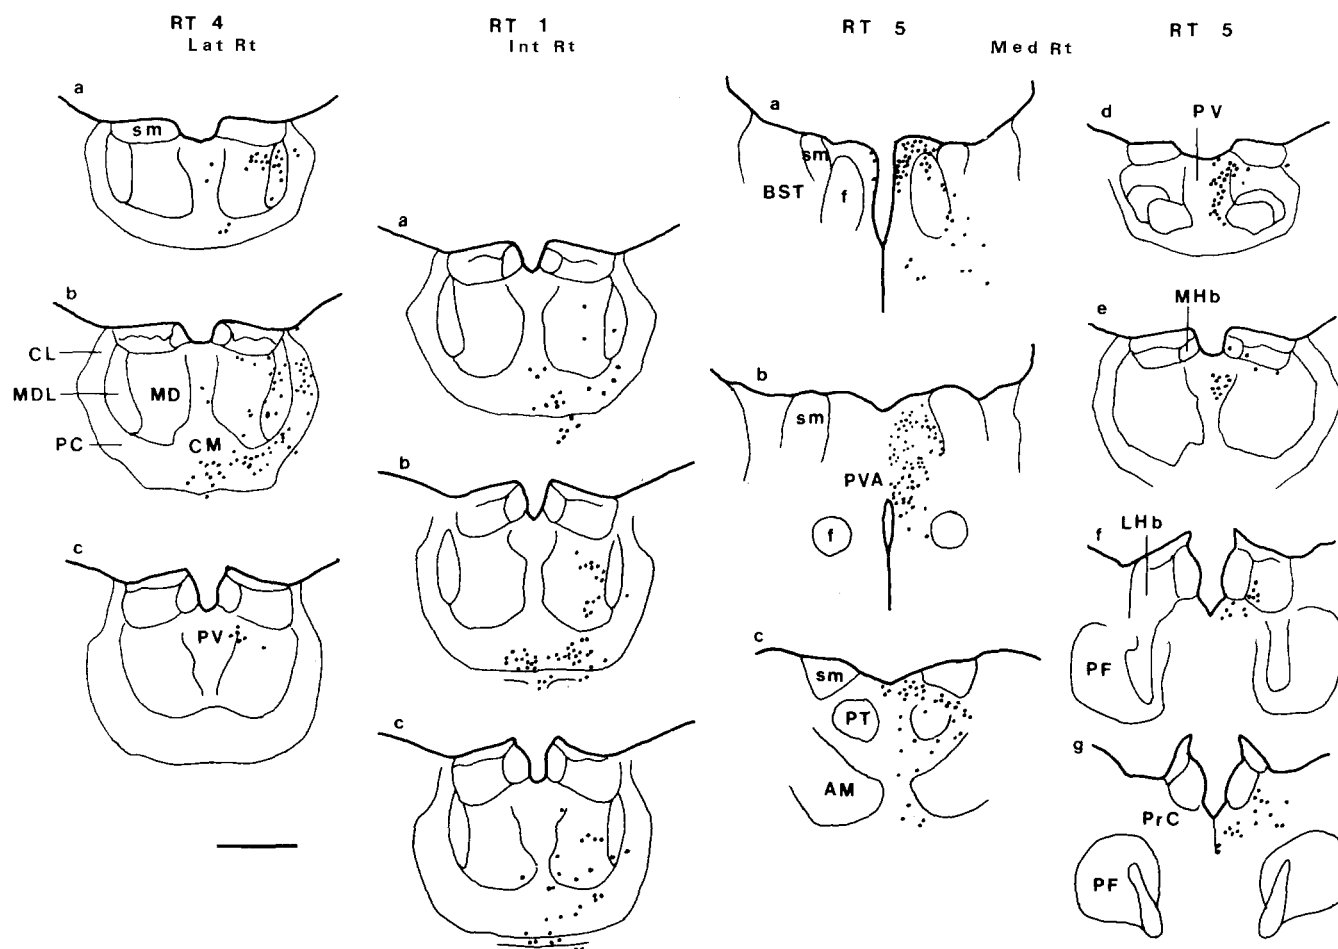 RT 4
Lat Rt
a
sm
b
CL
MDL
MD
PC
CM
c
PV
RT 1
Int Rt
a
b
c
RT 5
Med Rt
a
sm
BST
f
b
sm
PVA
f
c
sm
PT
AM
RT 5
d
PV
e
MHb
f
LHb
PF
g
PrC
PF